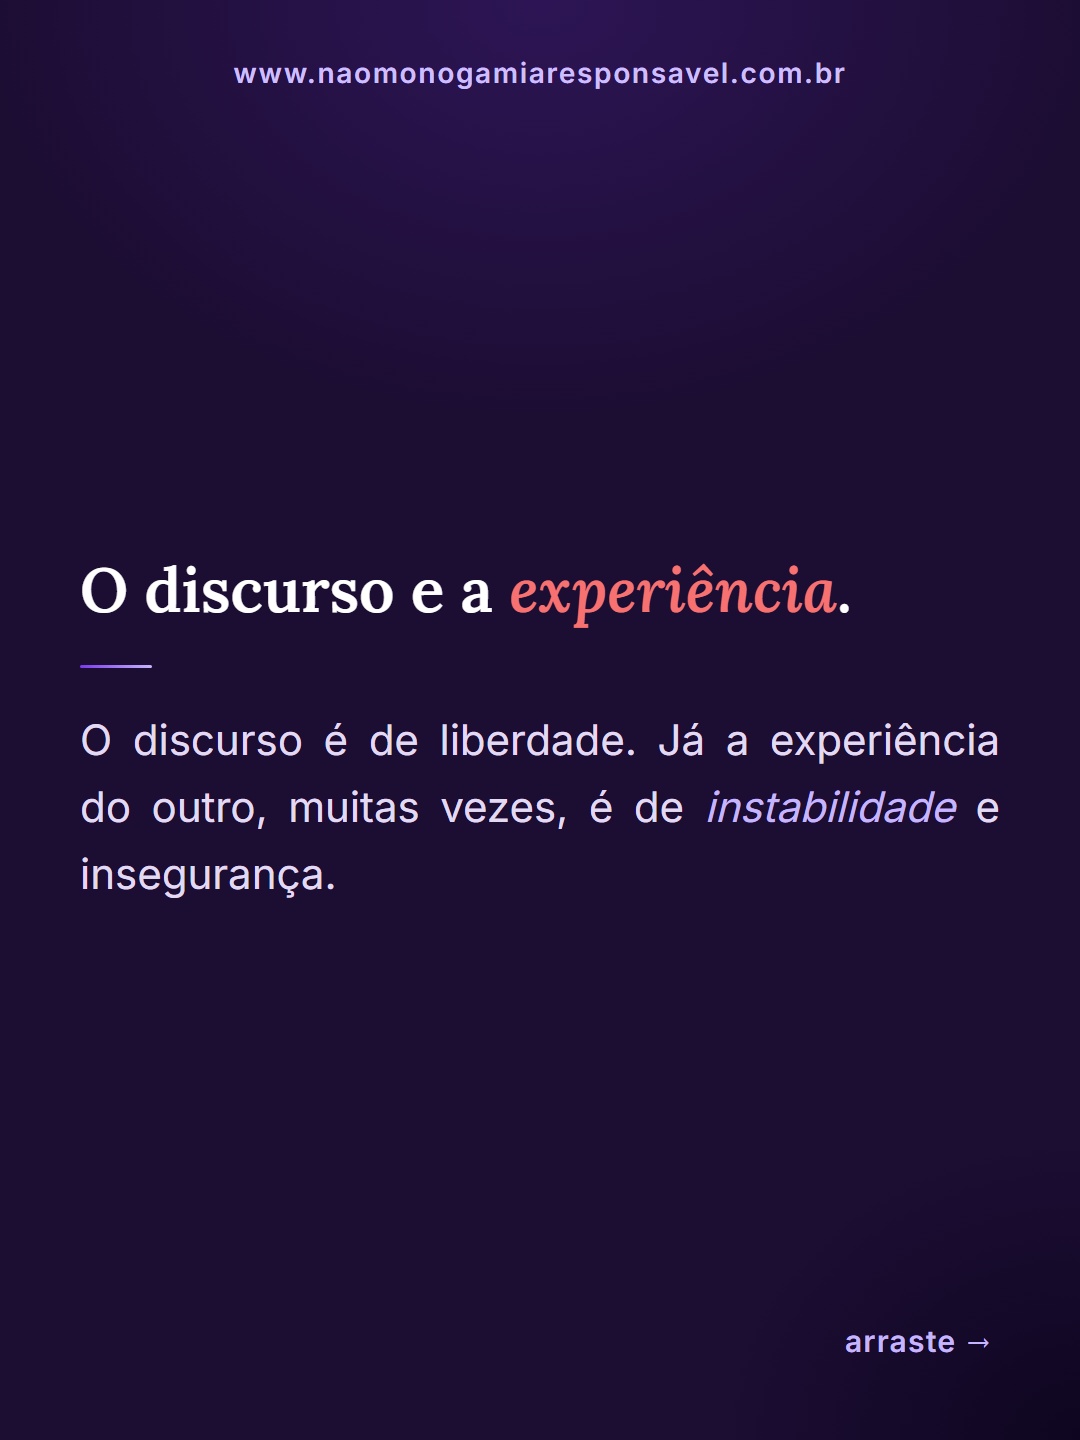 www.naomonogamiaresponsavel.com.br
O discurso e a experiência.
O discurso é de liberdade. Já a experiência
do outro, muitas vezes, é de instabilidade e
insegurança.
arraste →